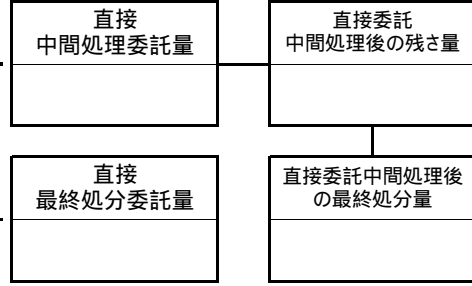 直接
中間処理委託量
直接委託
中間処理後の残さ量
直接
最終処分委託量
直接委託中間処理後
の最終処分量